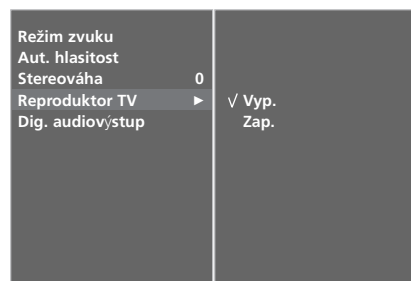 Režim zvuku
Aut. hlasitost
Stereováha 0
Reproduktor TV ►
Dig. audiovýstup
√ Vyp.
Zap.